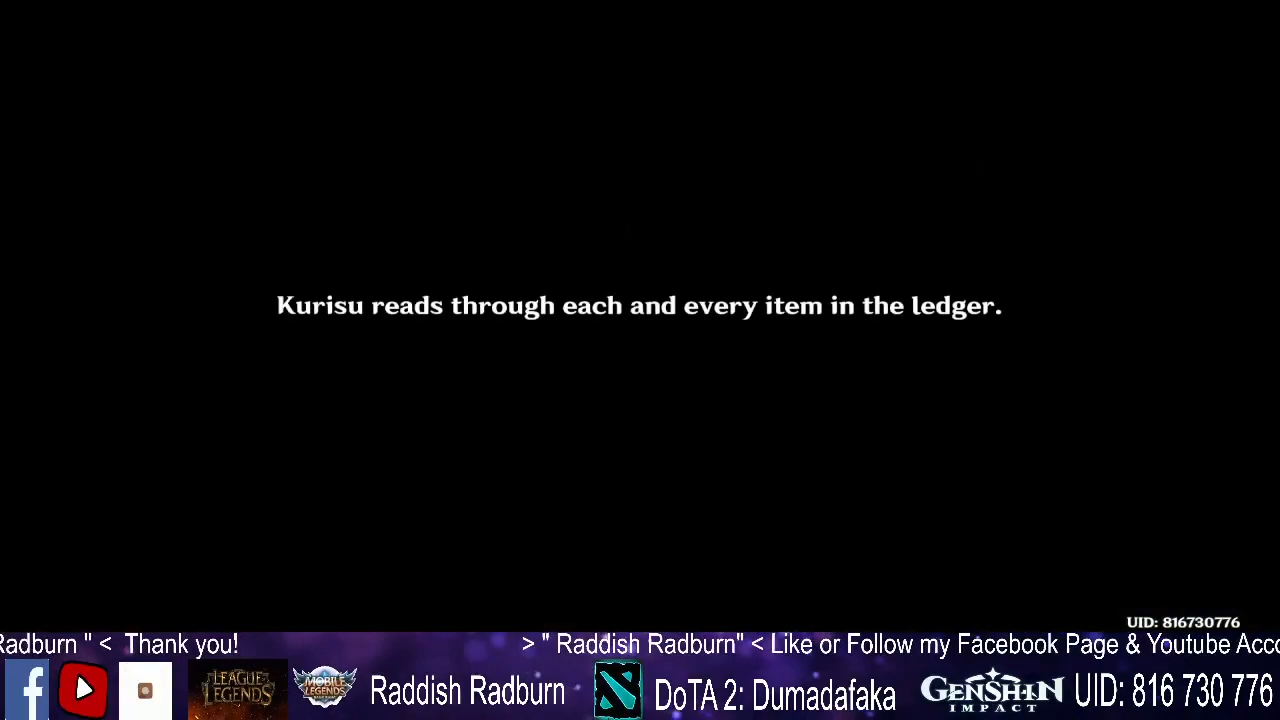 Kurisu reads through each and every item in the ledger.
UID: 816730776
Radburn " < Thank you!
> " Raddish Radburn" < Like or Follow my Facebook Page & Youtube Acco
f
LEAGUE OF LEGENDS
MOBILE LEGENDS
Raddish Radburn
DoTA 2: Dumadafaka
GENSHIN IMPACT
UID: 816 730 776